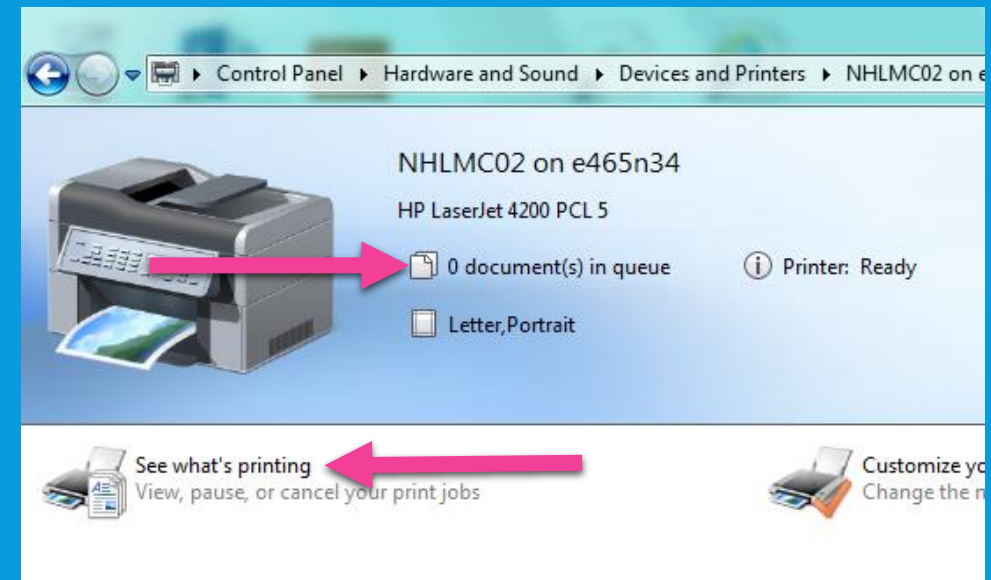 Control Panel ▸ Hardware and Sound ▸ Devices and Printers ▸ NHLMC02 on
NHLMC02 on e465n34
HP LaserJet 4200 PCL 5
0 document(s) in queue
Printer: Ready
Letter,Portrait
See what's printing
View, pause, or cancel your print jobs
Customize yo
Change the